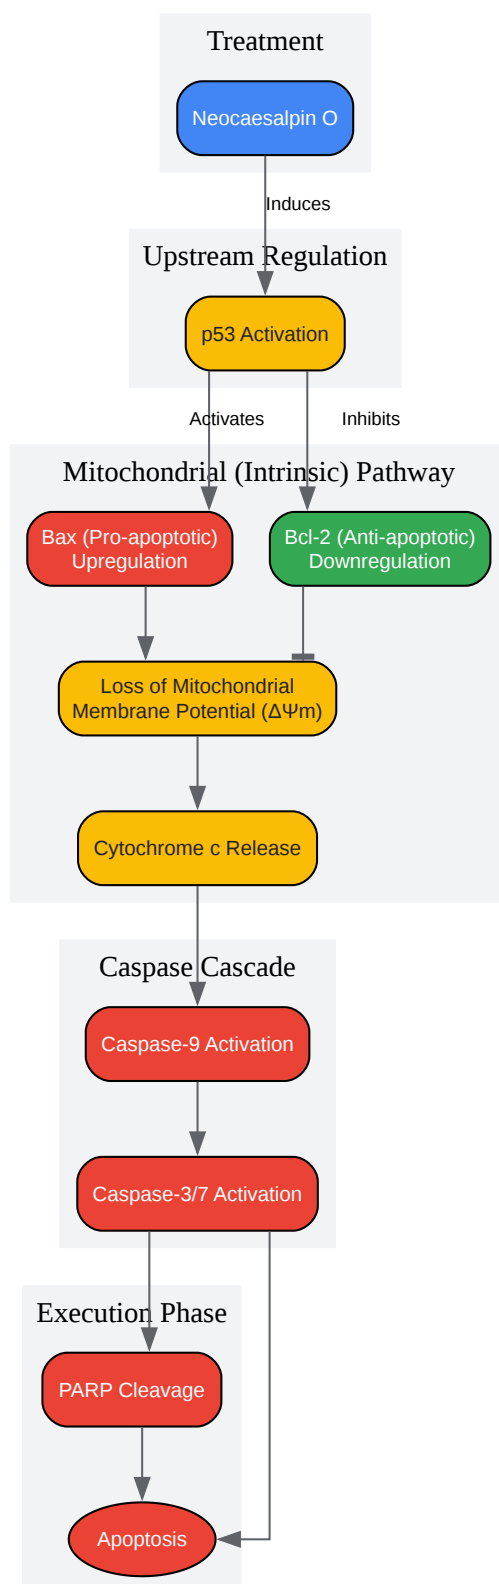 Treatment
Neocaesalpin O
Induces
Upstream Regulation
p53 Activation
Activates
Inhibits
Mitochondrial (Intrinsic) Pathway
Bax (Pro-apoptotic)
Upregulation
Bcl-2 (Anti-apoptotic)
Downregulation
Loss of Mitochondrial
Membrane Potential (ΔΨm)
Cytochrome c Release
Caspase Cascade
Caspase-9 Activation
Caspase-3/7 Activation
Execution Phase
PARP Cleavage
Apoptosis